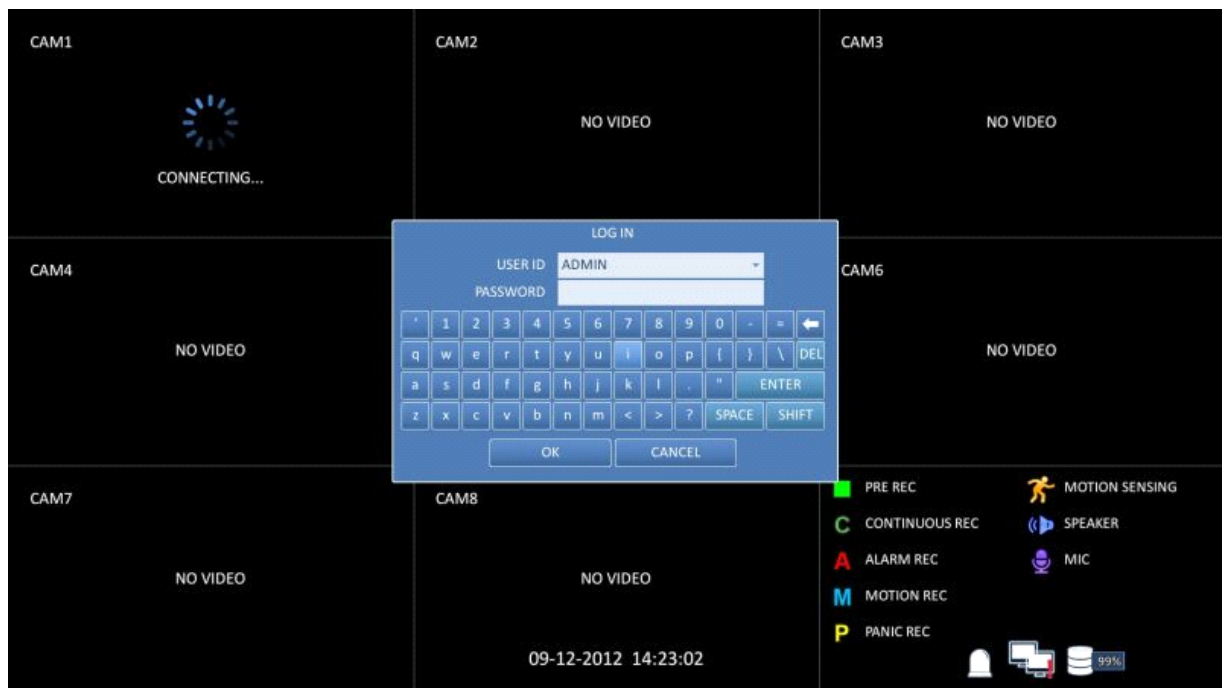 CAM1
CAM2
CAM3
NO VIDEO
NO VIDEO
CONNECTING...
LOG IN
USER ID ADMIN
PASSWORD
' 1 2 3 4 5 6 7 8 9 0 - =
q w e r t y u i o p { } \ DEL
a s d f g h j k l . " ENTER
z x c v b n m < > ? SPACE SHIFT
OK CANCEL
CAM4
CAM6
NO VIDEO
NO VIDEO
CAM7
CAM8
NO VIDEO
NO VIDEO
09-12-2012 14:23:02
PRE REC
MOTION SENSING
C CONTINUOUS REC
SPEAKER
A ALARM REC
MIC
M MOTION REC
P PANIC REC
99%